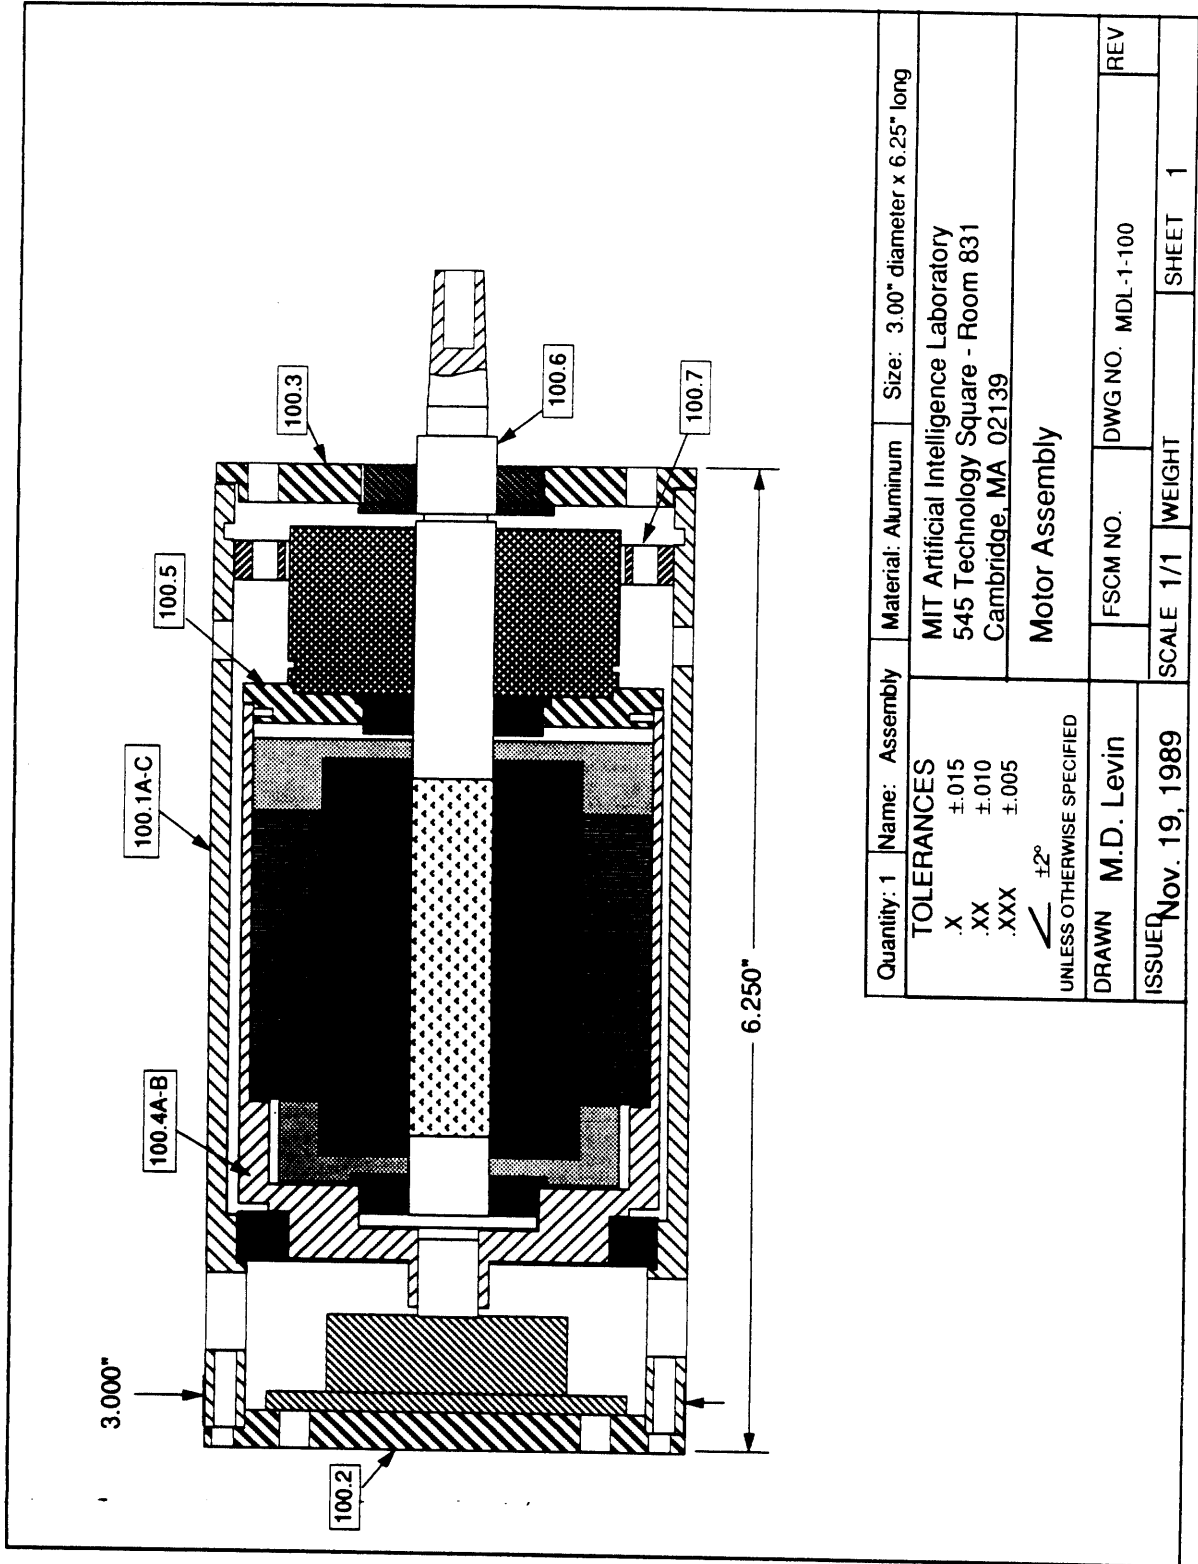 3.000"
100.2
100.4A-B
100.1A-C
100.5
100.3
100.6
100.7
6.250"
Quantity: 1
Name: Assembly
Material: Aluminum
Size: 3.00" diameter x 6.25" long
TOLERANCES
.X ±.015
.XX ±.010
.XXX ±.005
∠ ±2°
UNLESS OTHERWISE SPECIFIED
MIT Artificial Intelligence Laboratory
545 Technology Square - Room 831
Cambridge, MA 02139
Motor Assembly
DRAWN M.D. Levin
FSCM NO.
DWG NO. MDL-1-100
REV
ISSUED Nov. 19, 1989
SCALE 1/1
WEIGHT
SHEET 1